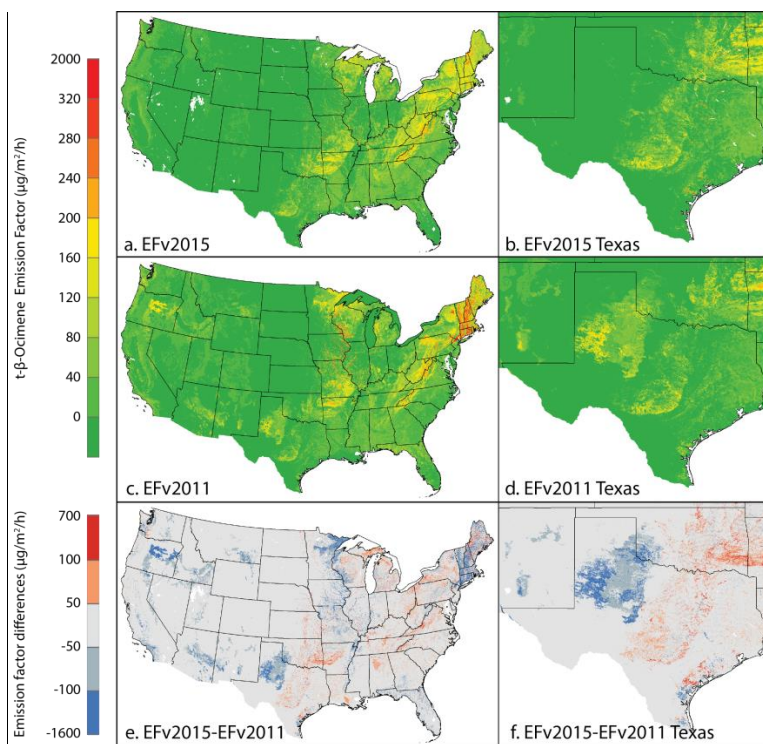 t-β-Ocimene Emission Factor (µg/m²/h)
2000
320
280
240
200
160
120
80
40
0
a. EFv2015
b. EFv2015 Texas
c. EFv2011
d. EFv2011 Texas
Emission factor differences (µg/m²/h)
700
100
50
-50
-100
-1600
e. EFv2015-EFv2011
f. EFv2015-EFv2011 Texas